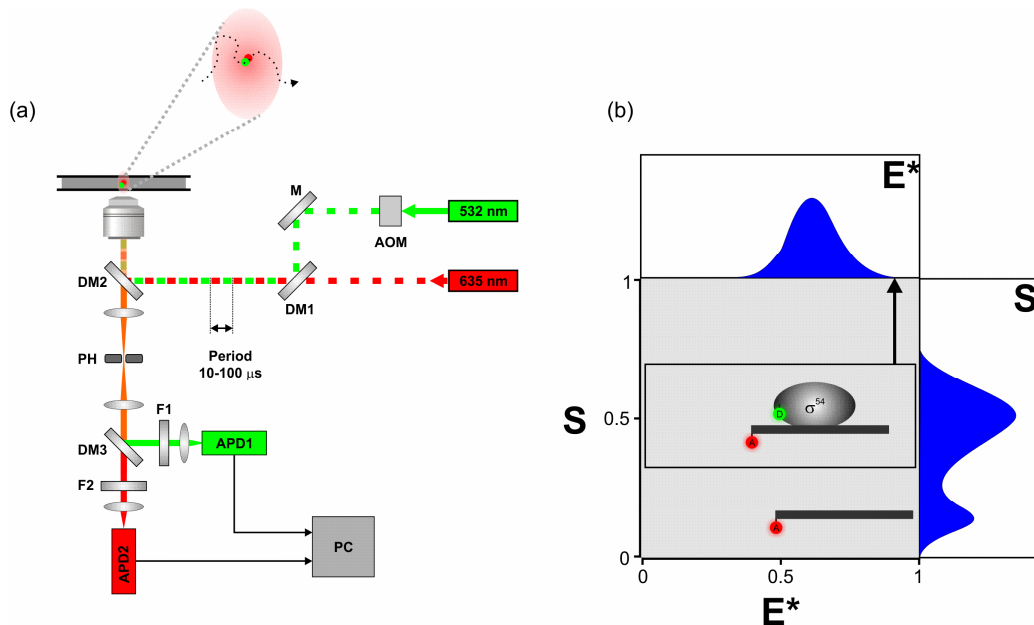 (a)
M
532 nm
AOM
635 nm
DM2
DM1
Period
10-100 μs
PH
F1
DM3
APD1
F2
APD2
PC
(b)
E*
1
S
D
σ⁵⁴
S
0.5
A
A
0
0
0.5
1
E*